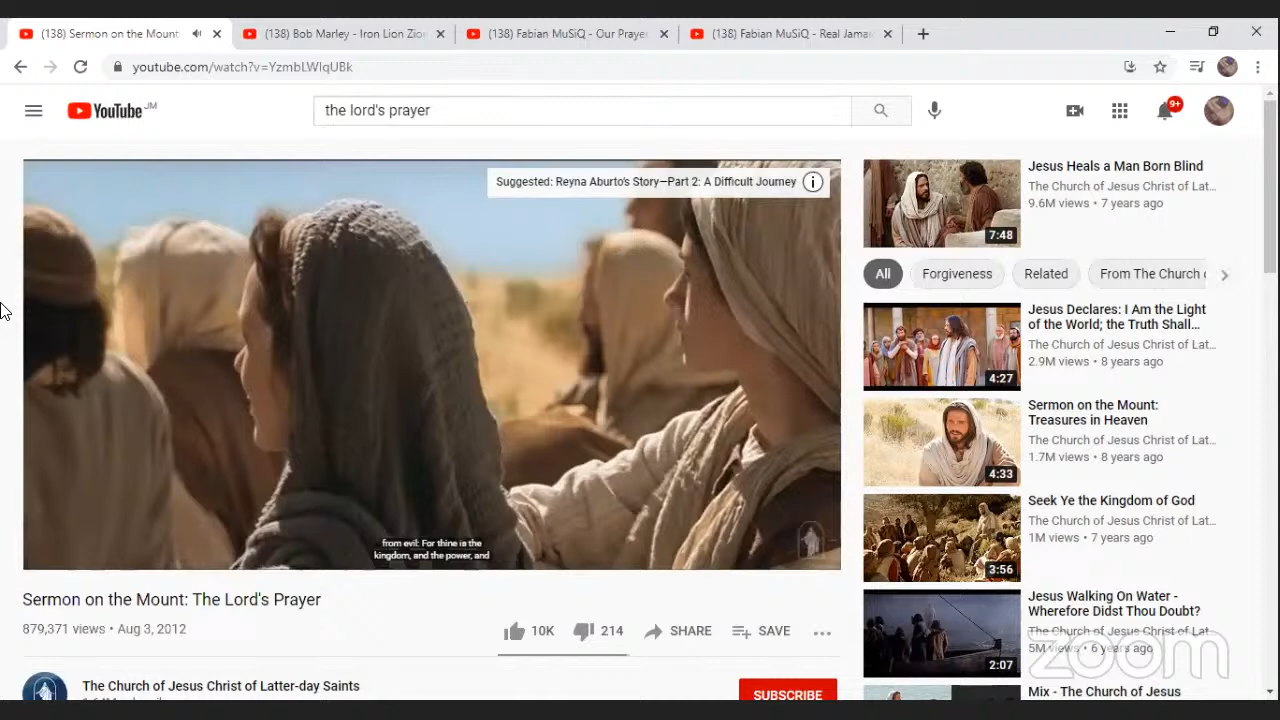 (138) Sermon on the Mount
(138) Bob Marley - Iron Lion Zion
(138) Fabian MuSiQ - Our Praye
(138) Fabian MuSiQ - Real Jamai
youtube.com/watch?v=YzmbLWIqUBk
YouTube JM
the lord's prayer
9+
Suggested: Reyna Aburto's Story—Part 2: A Difficult Journey
from evil: For thine is the
kingdom, and the power, and
Sermon on the Mount: The Lord's Prayer
879,371 views • Aug 3, 2012
10K 214 SHARE SAVE
The Church of Jesus Christ of Latter-day Saints
SUBSCRIBE
Jesus Heals a Man Born Blind
The Church of Jesus Christ of Lat...
9.6M views • 7 years ago
7:48
All Forgiveness Related From The Church
Jesus Declares: I Am the Light
of the World; the Truth Shall...
The Church of Jesus Christ of Lat...
2.9M views • 8 years ago
4:27
Sermon on the Mount:
Treasures in Heaven
The Church of Jesus Christ of Lat...
1.7M views • 8 years ago
4:33
Seek Ye the Kingdom of God
The Church of Jesus Christ of Lat...
1M views • 7 years ago
3:56
Jesus Walking On Water -
Wherefore Didst Thou Doubt?
The Church of Jesus Christ of Lat...
5M views • 6 years ago
2:07
zoom
Mix - The Church of Jesus